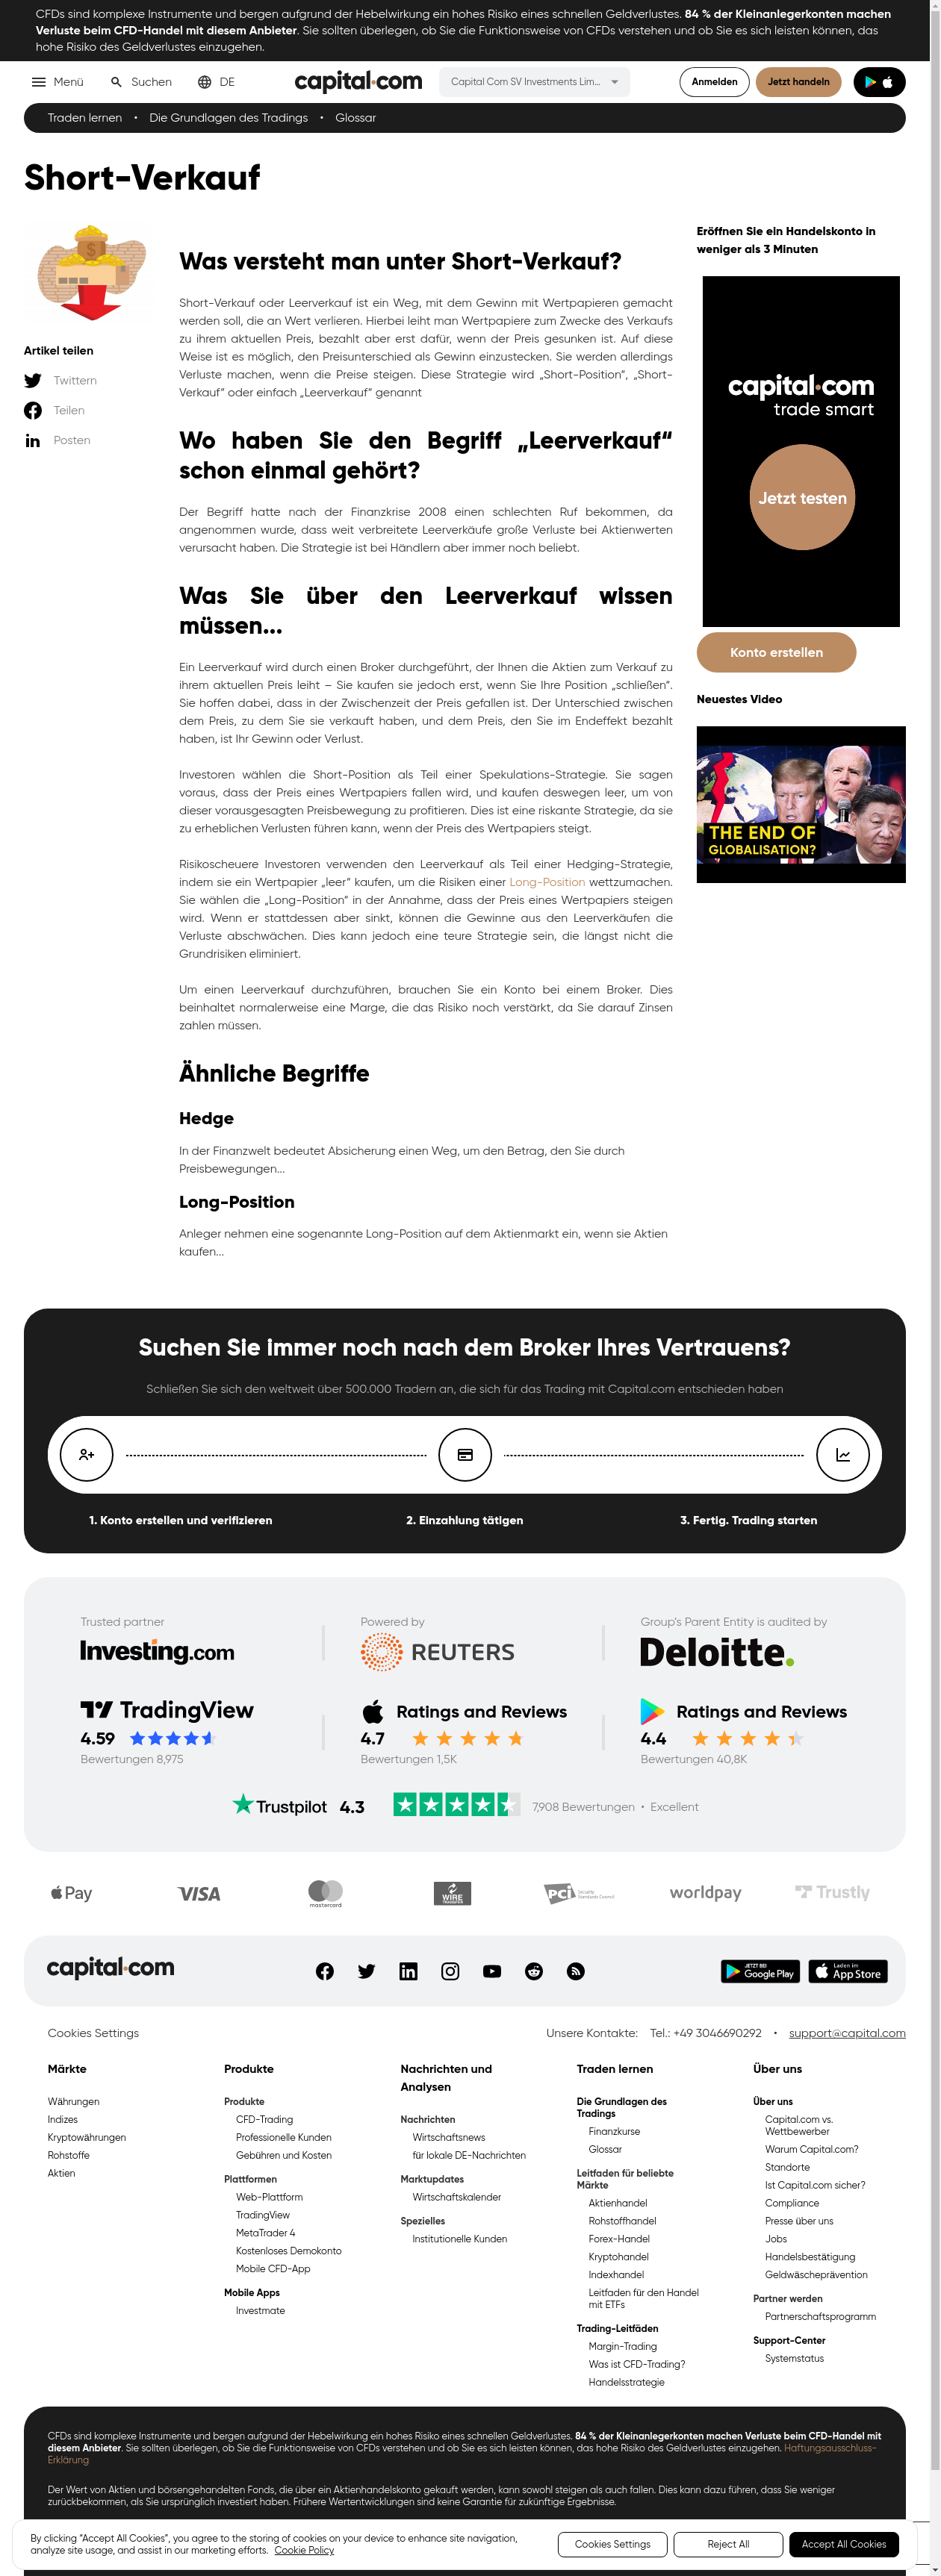 CFDs sind komplexe Instrumente und bergen aufgrund der Hebelwirkung ein hohes Risiko eines schnellen Geldverlustes. 84 % der Kleinanlegerkonten machen
Verluste beim CFD-Handel mit diesem Anbieter. Sie sollten überlegen, ob Sie die Funktionsweise von CFDs verstehen und ob Sie es sich leisten können, das
hohe Risiko des Geldverlustes einzugehen.
Menü
Suchen
DE
capital.com
Capital Com SV Investments Lim...
Anmelden
Jetzt handeln
Traden lernen • Die Grundlagen des Tradings • Glossar
Short-Verkauf
Artikel teilen
Twittern
Teilen
Posten
Was versteht man unter Short-Verkauf?
Short-Verkauf oder Leerverkauf ist ein Weg, mit dem Gewinn mit Wertpapieren gemacht
werden soll, die an Wert verlieren. Hierbei leiht man Wertpapiere zum Zwecke des Verkaufs
zu ihrem aktuellen Preis, bezahlt aber erst dafür, wenn der Preis gesunken ist. Auf diese
Weise ist es möglich, den Preisunterschied als Gewinn einzustecken. Sie werden allerdings
Verluste machen, wenn die Preise steigen. Diese Strategie wird „Short-Position“, „Short-
Verkauf“ oder einfach „Leerverkauf“ genannt
Wo haben Sie den Begriff „Leerverkauf“
schon einmal gehört?
Der Begriff hatte nach der Finanzkrise 2008 einen schlechten Ruf bekommen, da
angenommen wurde, dass weit verbreitete Leerverkäufe große Verluste bei Aktienwerten
verursacht haben. Die Strategie ist bei Händlern aber immer noch beliebt.
Was Sie über den Leerverkauf wissen
müssen...
Ein Leerverkauf wird durch einen Broker durchgeführt, der Ihnen die Aktien zum Verkauf zu
ihrem aktuellen Preis leiht – Sie kaufen sie jedoch erst, wenn Sie Ihre Position „schließen“.
Sie hoffen dabei, dass in der Zwischenzeit der Preis gefallen ist. Der Unterschied zwischen
dem Preis, zu dem Sie sie verkauft haben, und dem Preis, den Sie im Endeffekt bezahlt
haben, ist Ihr Gewinn oder Verlust.
Investoren wählen die Short-Position als Teil einer Spekulations-Strategie. Sie sagen
voraus, dass der Preis eines Wertpapiers fallen wird, und kaufen deswegen leer, um von
dieser vorausgesagten Preisbewegung zu profitieren. Dies ist eine riskante Strategie, da sie
zu erheblichen Verlusten führen kann, wenn der Preis des Wertpapiers steigt.
Risikoscheuere Investoren verwenden den Leerverkauf als Teil einer Hedging-Strategie,
indem sie ein Wertpapier „leer“ kaufen, um die Risiken einer Long-Position wettzumachen.
Sie wählen die „Long-Position“ in der Annahme, dass der Preis eines Wertpapiers steigen
wird. Wenn er stattdessen aber sinkt, können die Gewinne aus den Leerverkäufen die
Verluste abschwächen. Dies kann jedoch eine teure Strategie sein, die längst nicht die
Grundrisiken eliminiert.
Um einen Leerverkauf durchzuführen, brauchen Sie ein Konto bei einem Broker. Dies
beinhaltet normalerweise eine Marge, die das Risiko noch verstärkt, da Sie darauf Zinsen
zahlen müssen.
Ähnliche Begriffe
Hedge
In der Finanzwelt bedeutet Absicherung einen Weg, um den Betrag, den Sie durch
Preisbewegungen...
Long-Position
Anleger nehmen eine sogenannte Long-Position auf dem Aktienmarkt ein, wenn sie Aktien
kaufen...
Eröffnen Sie ein Handelskonto in
weniger als 3 Minuten
capital.com
trade smart
Jetzt testen
Konto erstellen
Neuestes Video
THE END OF
GLOBALISATION?
Suchen Sie immer noch nach dem Broker Ihres Vertrauens?
Schließen Sie sich den weltweit über 500.000 Tradern an, die sich für das Trading mit Capital.com entschieden haben
1. Konto erstellen und verifizieren
2. Einzahlung tätigen
3. Fertig. Trading starten
Trusted partner
Investing.com
Powered by
REUTERS
Group's Parent Entity is audited by
Deloitte.
TradingView
4.59
Bewertungen 8,975
Ratings and Reviews
4.7
Bewertungen 1,5K
Ratings and Reviews
4.4
Bewertungen 40,8K
Trustpilot 4.3
7,908 Bewertungen • Excellent
Pay
VISA
mastercard
WIRE
TRANSFER
PCI Security
Standards Council
worldpay
Trustly
capital.com
JETZT BEI
Google Play
Laden im
App Store
Cookies Settings
Unsere Kontakte: Tel.: +49 3046690292 • support@capital.com
Märkte
Währungen
Indizes
Kryptowährungen
Rohstoffe
Aktien
Produkte
Produkte
CFD-Trading
Professionelle Kunden
Gebühren und Kosten
Plattformen
Web-Plattform
TradingView
MetaTrader 4
Kostenloses Demokonto
Mobile CFD-App
Mobile Apps
Investmate
Nachrichten und
Analysen
Nachrichten
Wirtschaftsnews
für lokale DE-Nachrichten
Marktupdates
Wirtschaftskalender
Spezielles
Institutionelle Kunden
Traden lernen
Die Grundlagen des
Tradings
Finanzkurse
Glossar
Leitfaden für beliebte
Märkte
Aktienhandel
Rohstoffhandel
Forex-Handel
Kryptohandel
Indexhandel
Leitfaden für den Handel
mit ETFs
Trading-Leitfäden
Margin-Trading
Was ist CFD-Trading?
Handelsstrategie
Über uns
Über uns
Capital.com vs.
Wettbewerber
Warum Capital.com?
Standorte
Ist Capital.com sicher?
Compliance
Presse über uns
Jobs
Handelsbestätigung
Geldwäscheprävention
Partner werden
Partnerschaftsprogramm
Support-Center
Systemstatus
CFDs sind komplexe Instrumente und bergen aufgrund der Hebelwirkung ein hohes Risiko eines schnellen Geldverlustes. 84 % der Kleinanlegerkonten machen Verluste beim CFD-Handel mit
diesem Anbieter. Sie sollten überlegen, ob Sie die Funktionsweise von CFDs verstehen und ob Sie es sich leisten können, das hohe Risiko des Geldverlustes einzugehen. Haftungsausschluss-
Erklärung
Der Wert von Aktien und börsengehandelten Fonds, die über ein Aktienhandelskonto gekauft werden, kann sowohl steigen als auch fallen. Dies kann dazu führen, dass Sie weniger
zurückbekommen, als Sie ursprünglich investiert haben. Frühere Wertentwicklungen sind keine Garantie für zukünftige Ergebnisse.
By clicking "Accept All Cookies", you agree to the storing of cookies on your device to enhance site navigation,
analyze site usage, and assist in our marketing efforts. Cookie Policy
Cookies Settings
Reject All
Accept All Cookies